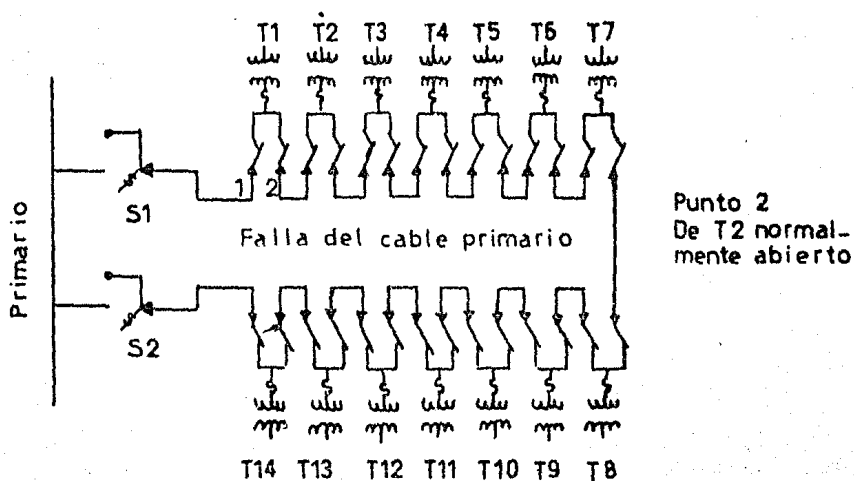 T1 T2 T3 T4 T5 T6 T7
Primario
S1
1 2
Falla del cable primario
Punto 2
De T2 normal-
mente abierto
S2
T14 T13 T12 T11 T10 T9 T8